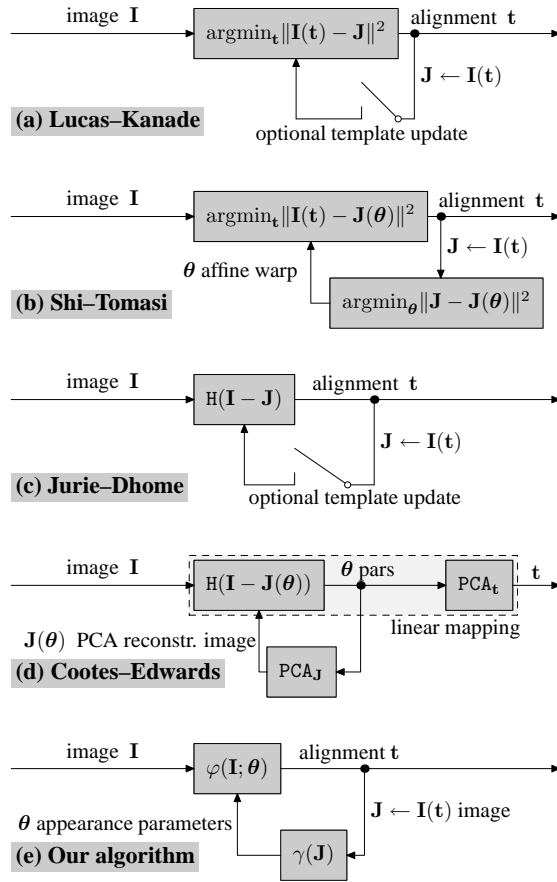 image I
argmin_t‖I(t) − J‖²
alignment t
J ← I(t)
optional template update
(a) Lucas–Kanade
image I
argmin_t‖I(t) − J(θ)‖²
alignment t
J ← I(t)
θ affine warp
argmin_θ‖J − J(θ)‖²
(b) Shi–Tomasi
image I
H(I − J)
alignment t
J ← I(t)
optional template update
(c) Jurie–Dhome
image I
H(I − J(θ))
θ pars
PCA_t
t
linear mapping
J(θ) PCA reconstr. image
PCA_J
(d) Cootes–Edwards
image I
φ(I; θ)
alignment t
J ← I(t) image
θ appearance parameters
γ(J)
(e) Our algorithm